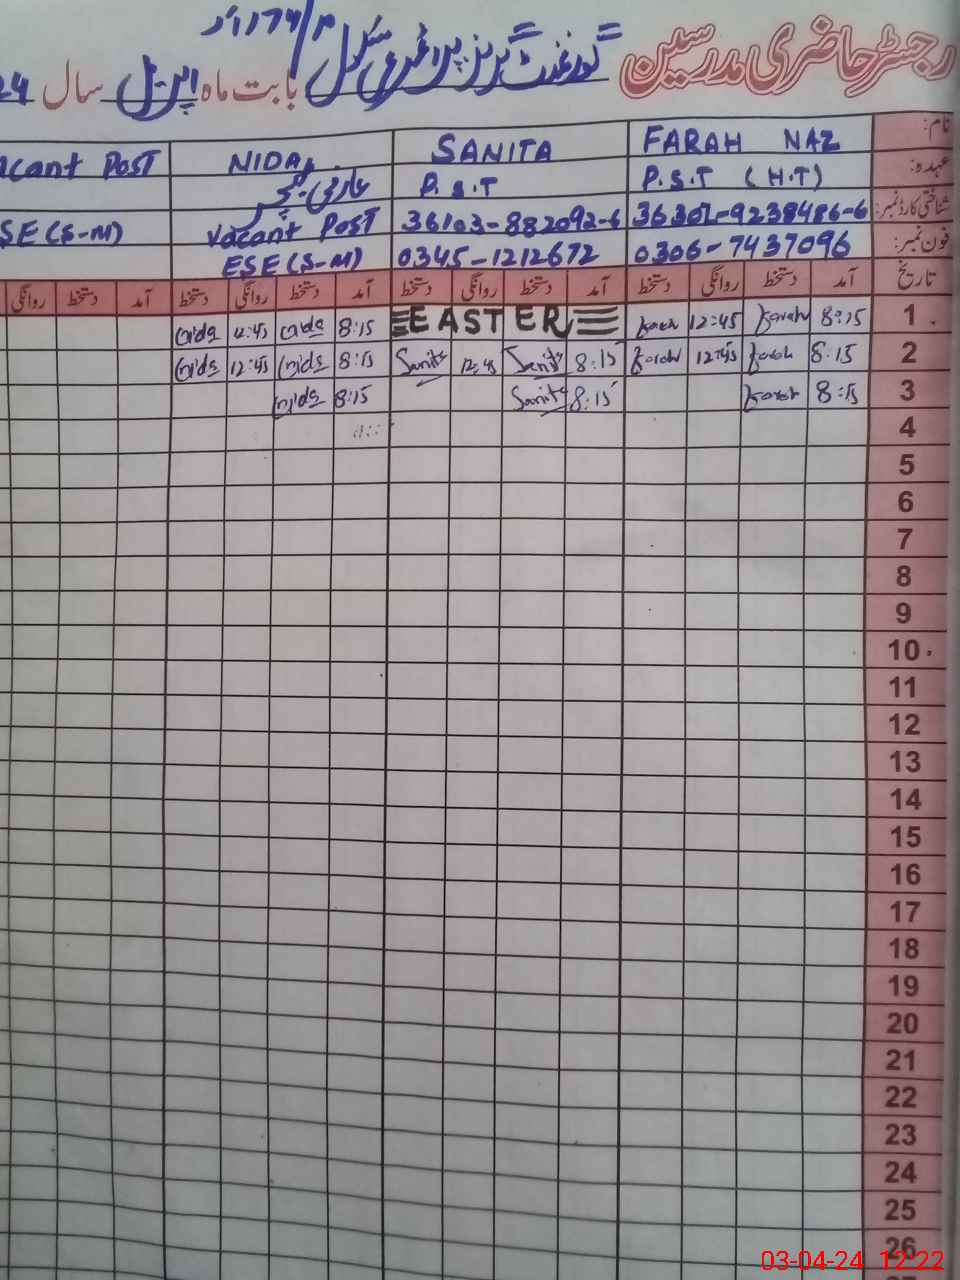 رجسٹر حاضری مدرسین گورنمنٹ گرلز پرائمری سکول 174/1 بابت ماہ اپریل سال 24
نام: FARAH NAZ SANITA NIDA Vacant Post
عہدہ: P.S.T (H.T) P.S.T عارضی ٹیچر
شناختی کارڈ نمبر: 36301-9238486-6 36103-882092-6 Vacant Post SE(S-M)
فون نمبر: 0306-7437096 0345-1212672 ESE(S-M)
تاریخ آمد دستخط روانگی دستخط آمد دستخط روانگی دستخط آمد دستخط روانگی دستخط آمد دستخط روانگی
1 8:15 Farah 12:45 Farah EASTER 8:15 Nida 12:45 Nida
2 8:15 Farah 12:45 Farah 8:15 Sanita 12:45 Sanita 8:15 Nida 12:45 Nida
3 8:15 Farah 8:15 Sanita 8:15 Nida
4
5
6
7
8
9
10
11
12
13
14
15
16
17
18
19
20
21
22
23
24
25
26
03-04-24 12:22